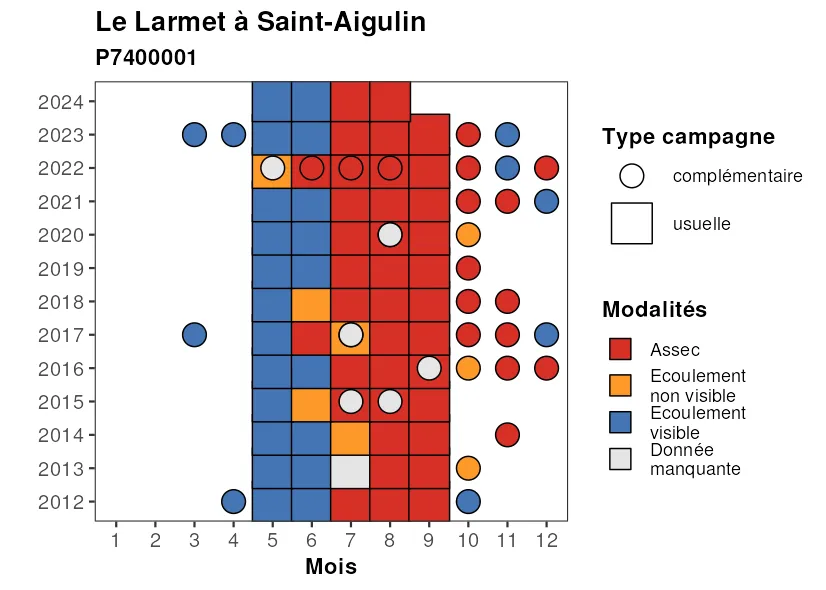 Le Larmet à Saint-Aigulin
P7400001
2024
2023
2022
2021
2020
2019
2018
2017
2016
2015
2014
2013
2012
1 2 3 4 5 6 7 8 9 10 11 12
Mois
Type campagne
complémentaire
usuelle
Modalités
Assec
Ecoulement
non visible
Ecoulement
visible
Donnée
manquante